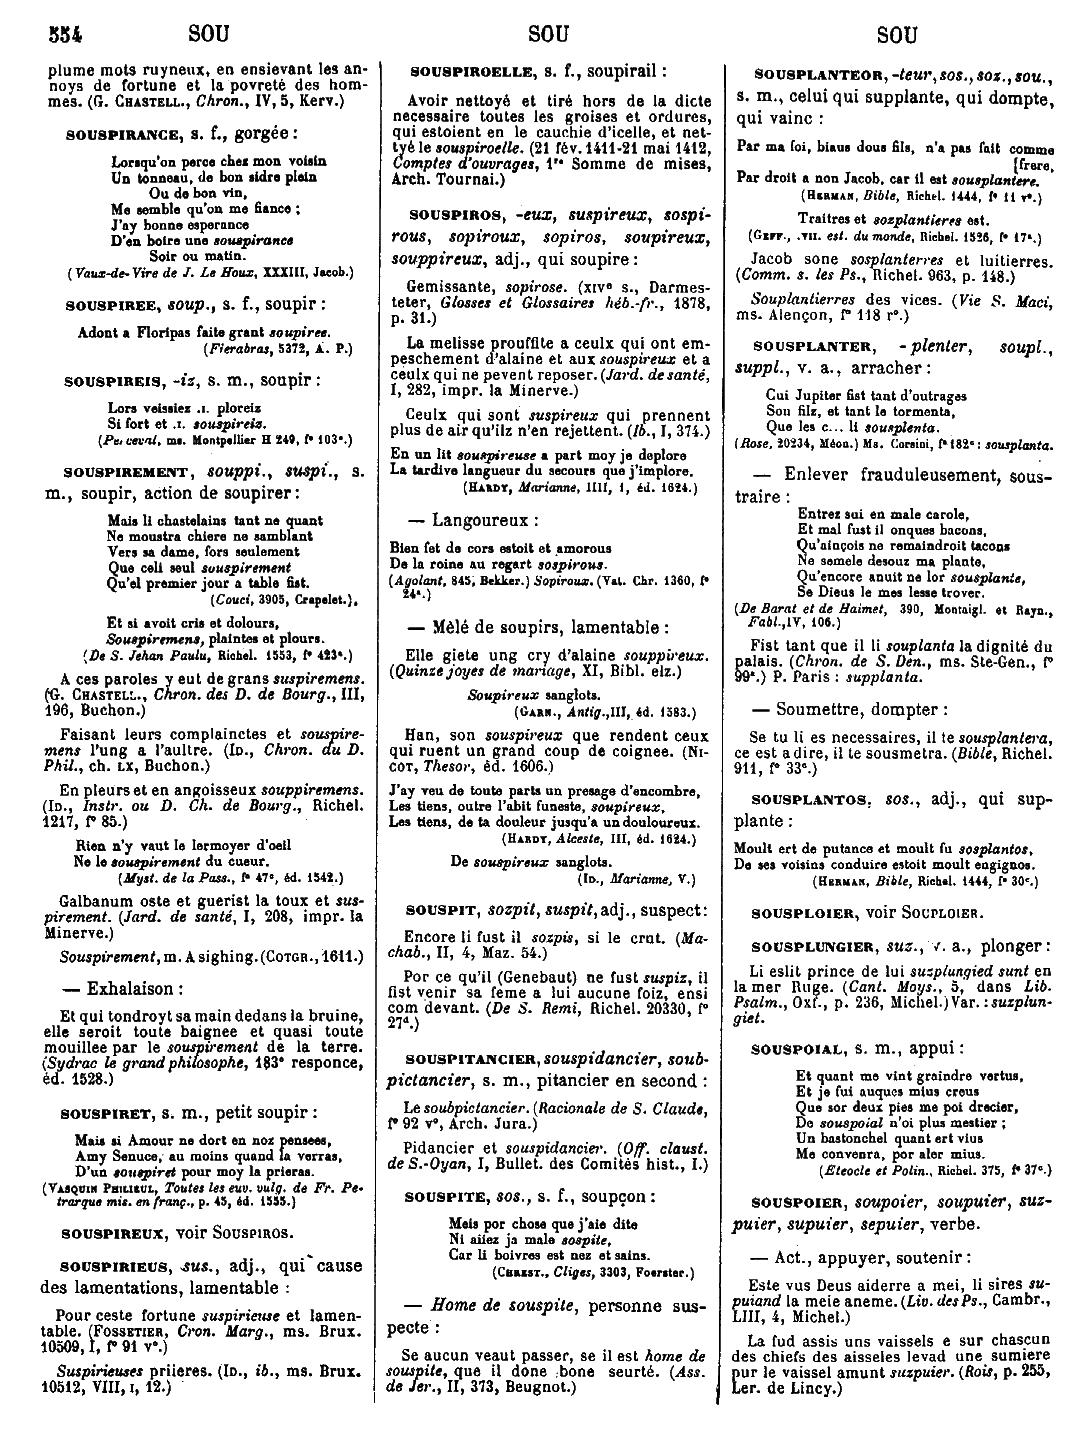 554 SOU SOU SOU
plume mots ruyneux, en ensievant les an-
noys de fortune et la povreté des hom-
mes. (G. CHASTELL., Chron., IV, 5, Kerv.)
SOUSPIRANCE, s. f., gorgée :
Lorsqu'on perce chez mon voisin
Un tonneau, de bon sidre plein
Ou de bon vin,
Me semble qu'on me fiance ;
J'ay bonne esperance
D'en boire une souspirance
Soir ou matin.
(Vaux-de-Vire de J. Le Houx, XXXIII, Jacob.)
SOUSPIREE, soup., s. f., soupir :
Adont a Floripas faite grant soupiree.
(Fierabras, 5372, A. P.)
SOUSPIREIS, -iz, s. m., soupir :
Lors veissiez .I. ploreiz
Si fort et .I. souspireiz.
(Perceval, ms. Montpellier H 249, f° 103ª.)
SOUSPIREMENT, souppi., suspi., s.
m., soupir, action de soupirer :
Mais li chastelains tant ne quant
Ne moustra chiere ne samblant
Vers sa dame, fors seulement
Que celi seul souspirement
Qu'el premier jour a table fist.
(Couci, 3905, Crapelet.)
Et si avoit cris et dolours,
Souspiremens, plaintes et plours.
(De S. Jehan Paulu, Richel. 1553, f° 423ª.)
A ces paroles y eut de grans suspiremens.
(G. CHASTELL., Chron. des D. de Bourg., III,
196, Buchon.)
Faisant leurs complainctes et souspire-
mens l'ung a l'aultre. (ID., Chron. du D.
Phil., ch. LX, Buchon.)
En pleurs et en angoisseux souppiremens.
(ID., Instr. ou D. Ch. de Bourg., Richel.
1217, f° 85.)
Rien n'y vaut le lermoyer d'oeil
Ne le souspirement du cueur.
(Myst. de la Pass., f° 47ᶜ, éd. 1542.)
Galbanum oste et guerist la toux et sus-
pirement. (Jard. de santé, I, 208, impr. la
Minerve.)
Souspirement, m. A sighing. (COTGR., 1611.)
— Exhalaison :
Et qui tondroyt sa main dedans la bruine,
elle seroit toute baignee et quasi toute
mouillee par le souspirement de la terre.
(Sydrac le grand philosophe, 183ᵉ responce,
éd. 1528.)
SOUSPIRET, s. m., petit soupir :
Mais si Amour ne dort en noz pensees,
Amy Senuce, au moins quand la verras,
D'un souspiret pour moy la prieras.
(VASQUIN PHILIEUL, Toutes les euv. vulg. de Fr. Pe-
trarque mis. en franç., p. 45, éd. 1555.)
SOUSPIREUX, voir SOUSPIROS.
SOUSPIRIEUS, sus., adj., qui cause
des lamentations, lamentable :
Pour ceste fortune suspirieuse et lamen-
table. (FOSSETIER, Cron. Marg., ms. Brux.
10509, I, f° 91 v°.)
Suspirieuses priieres. (ID., ib., ms. Brux.
10512, VIII, I, 12.)
SOUSPIROELLE, s. f., soupirail :
Avoir nettoyé et tiré hors de la dicte
necessaire toutes les groises et ordures,
qui estoient en le cauchie d'icelle, et net-
tyé le souspiroelle. (21 fév. 1411-21 mai 1412,
Comptes d'ouvrages, 1ʳᵉ Somme de mises,
Arch. Tournai.)
SOUSPIROS, -eux, suspireux, sospi-
rous, sopiroux, sopiros, soupireux,
souppireux, adj., qui soupire :
Gemissante, sopirose. (XIVᵉ s., Darmes-
teter, Glosses et Glossaires héb.-fr., 1878,
p. 31.)
La melisse prouffite a ceulx qui ont em-
peschement d'alaine et aux souspireux et a
ceulx qui ne pevent reposer. (Jard. de santé,
I, 282, impr. la Minerve.)
Ceulx qui sont suspireux qui prennent
plus de air qu'ilz n'en rejettent. (Ib., I, 374.)
En un lit souspireuse a part moy je deplore
La tardive langueur du secours que j'implore.
(HARDY, Marianne, IIII, 1, éd. 1624.)
— Langoureux :
Bien fet de cors estoit et amorous
De la roine au regart sospirous.
(Agolant, 845, Bekker.) Sopiroux. (Vat. Chr. 1360, f°
24ª.)
— Mêlé de soupirs, lamentable :
Elle giete ung cry d'alaine souppireux.
(Quinze joyes de mariage, XI, Bibl. elz.)
Soupireux sanglots.
(GARN., Antig., III, éd. 1583.)
Han, son souspireux que rendent ceux
qui ruent un grand coup de coignee. (NI-
COT, Thesor, éd. 1606.)
J'ay veu de toute parts un presage d'encombre,
Les tiens, outre l'abit funeste, soupireux,
Les tiens, de ta douleur jusqu'a un douloureux.
(HARDY, Alceste, III, éd. 1624.)
De souspireux sanglots.
(ID., Marianne, V.)
SOUSPIT, sozpit, suspit, adj., suspect :
Encore li fust il sozpis, si le crut. (Ma-
chab., II, 4, Maz. 54.)
Por ce qu'il (Genebaut) ne fust suspiz, il
fist venir sa feme a lui aucune foiz, ensi
com devant. (De S. Remi, Richel. 20330, f°
27ᵈ.)
SOUSPITANCIER, souspidancier, soub-
pictancier, s. m., pitancier en second :
Le soubpictancier. (Racionale de S. Claude,
f° 92 v°, Arch. Jura.)
Pidancier et souspidancier. (Off. claust.
de S.-Oyan, I, Bullet. des Comités hist., I.)
SOUSPITE, sos., s. f., soupçon :
Meis por chose que j'aie dite
Ni ailez ja male sospite,
Car li boivres est nez et sains.
(CHREST., Cliges, 3303, Foerster.)
— Home de souspite, personne sus-
pecte :
Se aucun veaut passer, se il est home de
souspite, que il done bone seurté. (Ass.
de Jer., II, 373, Beugnot.)
SOUSPLANTEOR, -teur, sos., soz., sou.,
s. m., celui qui supplante, qui dompte,
qui vainc :
Par ma foi, biaus dous fils, n'a pas fait comme
[frere,
Par droit a non Jacob, car il est sousplantere.
(HERMAN, Bible, Richel. 1444, f° 11 v°.)
Traitres et sozplantieres est.
(GEFF., .VII. est. du monde, Richel. 1526, f° 17ª.)
Jacob sone sosplanterres et luitierres.
(Comm. s. les Ps., Richel. 963, p. 148.)
Souplantierres des vices. (Vie S. Maci,
ms. Alençon, f° 118 r°.)
SOUSPLANTER, -plenter, soupl.,
suppl., v. a., arracher :
Cui Jupiter fist tant d'outrages
Son filz, et tant le tormenta,
Que les c... li sousplenta.
(Rose, 20234, Méon.) Ms. Corsini, f° 182ᶜ : sousplanta.
— Enlever frauduleusement, sous-
traire :
Entrez sui en male carole,
Et mal fust il onques bacons,
Qu'ainçois ne remaindroit tacons
Ne semele desouz ma plante,
Qu'encore anuit ne lor sousplante,
Se Dieus le mes lesse trover.
(De Barat et de Haimet, 390, Montaigl. et Rayn.,
Fabl., IV, 106.)
Fist tant que il li souplanta la dignité du
palais. (Chron. de S. Den., ms. Ste-Gen., f°
99ª.) P. Paris : supplanta.
— Soumettre, dompter :
Se tu li es necessaires, il te sousplantera,
ce est a dire, il te sousmetra. (Bible, Richel.
911, f° 33ᶜ.)
SOUSPLANTOS, sos., adj., qui sup-
plante :
Moult ert de putance et moult fu sosplantos,
De ses voisins conduire estoit moult engignos.
(HERMAN, Bible, Richel. 1444, f° 30ᶜ.)
SOUSPLOIER, voir SOUPLOIER.
SOUSPLUNGIER, suz., v. a., plonger :
Li eslit prince de lui suzplungied sunt en
la mer Ruge. (Cant. Moys., 5, dans Lib.
Psalm., Oxf., p. 236, Michel.) Var. : suzplun-
giet.
SOUSPOIAL, s. m., appui :
Et quant me vint graindre vertus,
Et je fui auques mius creus
Que sor deux pies me poi drecier,
De souspoial n'oi plus mestier ;
Un bastonchel quant ert vius
Me convenra, por aler mius.
(Eteocle et Polin., Richel. 375, f° 37ᶜ.)
SOUSPOIER, soupoier, soupuier, suz-
puier, supuier, sepuier, verbe.
— Act., appuyer, soutenir :
Este vus Deus aiderre a mei, li sires su-
puiand la meie aneme. (Liv. des Ps., Cambr.,
LIII, 4, Michel.)
La fud assis uns vaissels e sur chascun
des chiefs des aisseles levad une sumiere
pur le vaissel amunt suzpuier. (Rois, p. 255,
Ler. de Lincy.)